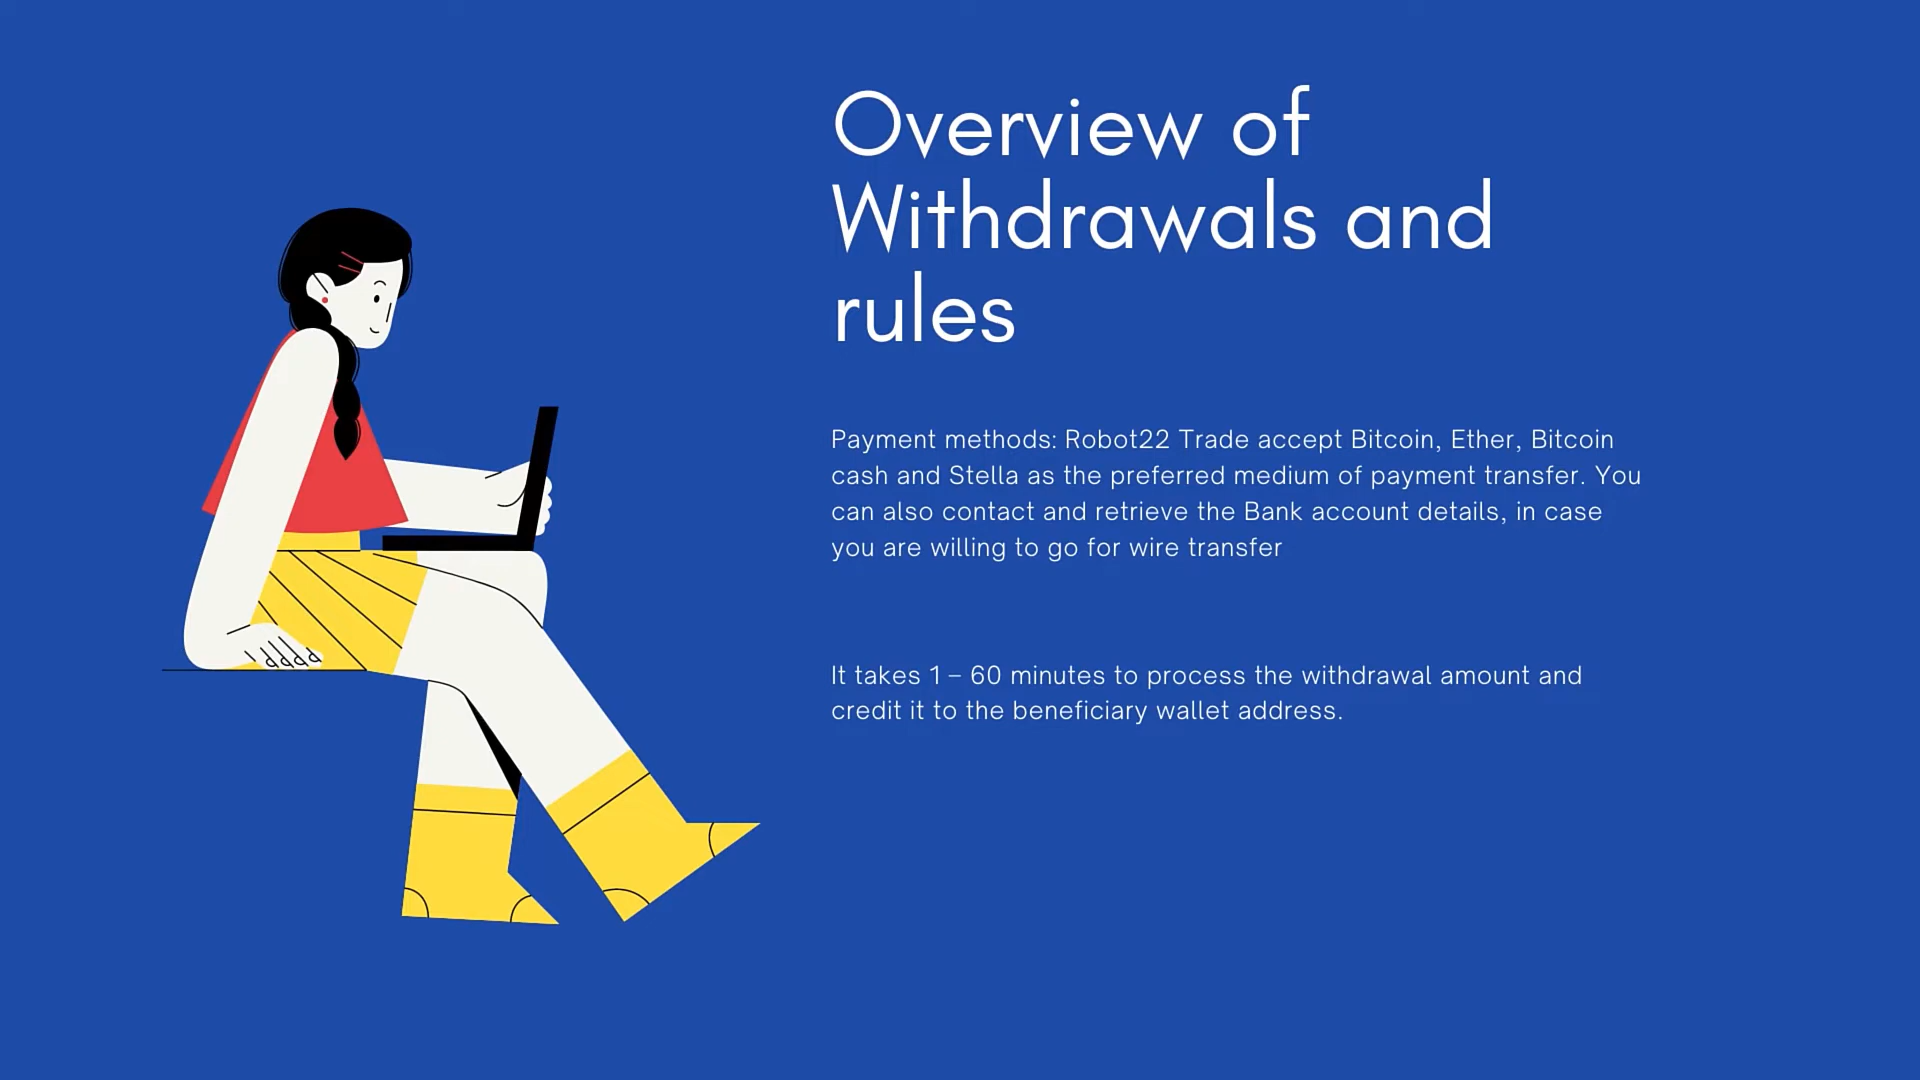 Overview of
Withdrawals and
rules
Payment methods: Robot22 Trade accept Bitcoin, Ether, Bitcoin
cash and Stella as the preferred medium of payment transfer. You
can also contact and retrieve the Bank account details, in case
you are willing to go for wire transfer
It takes 1 – 60 minutes to process the withdrawal amount and
credit it to the beneficiary wallet address.